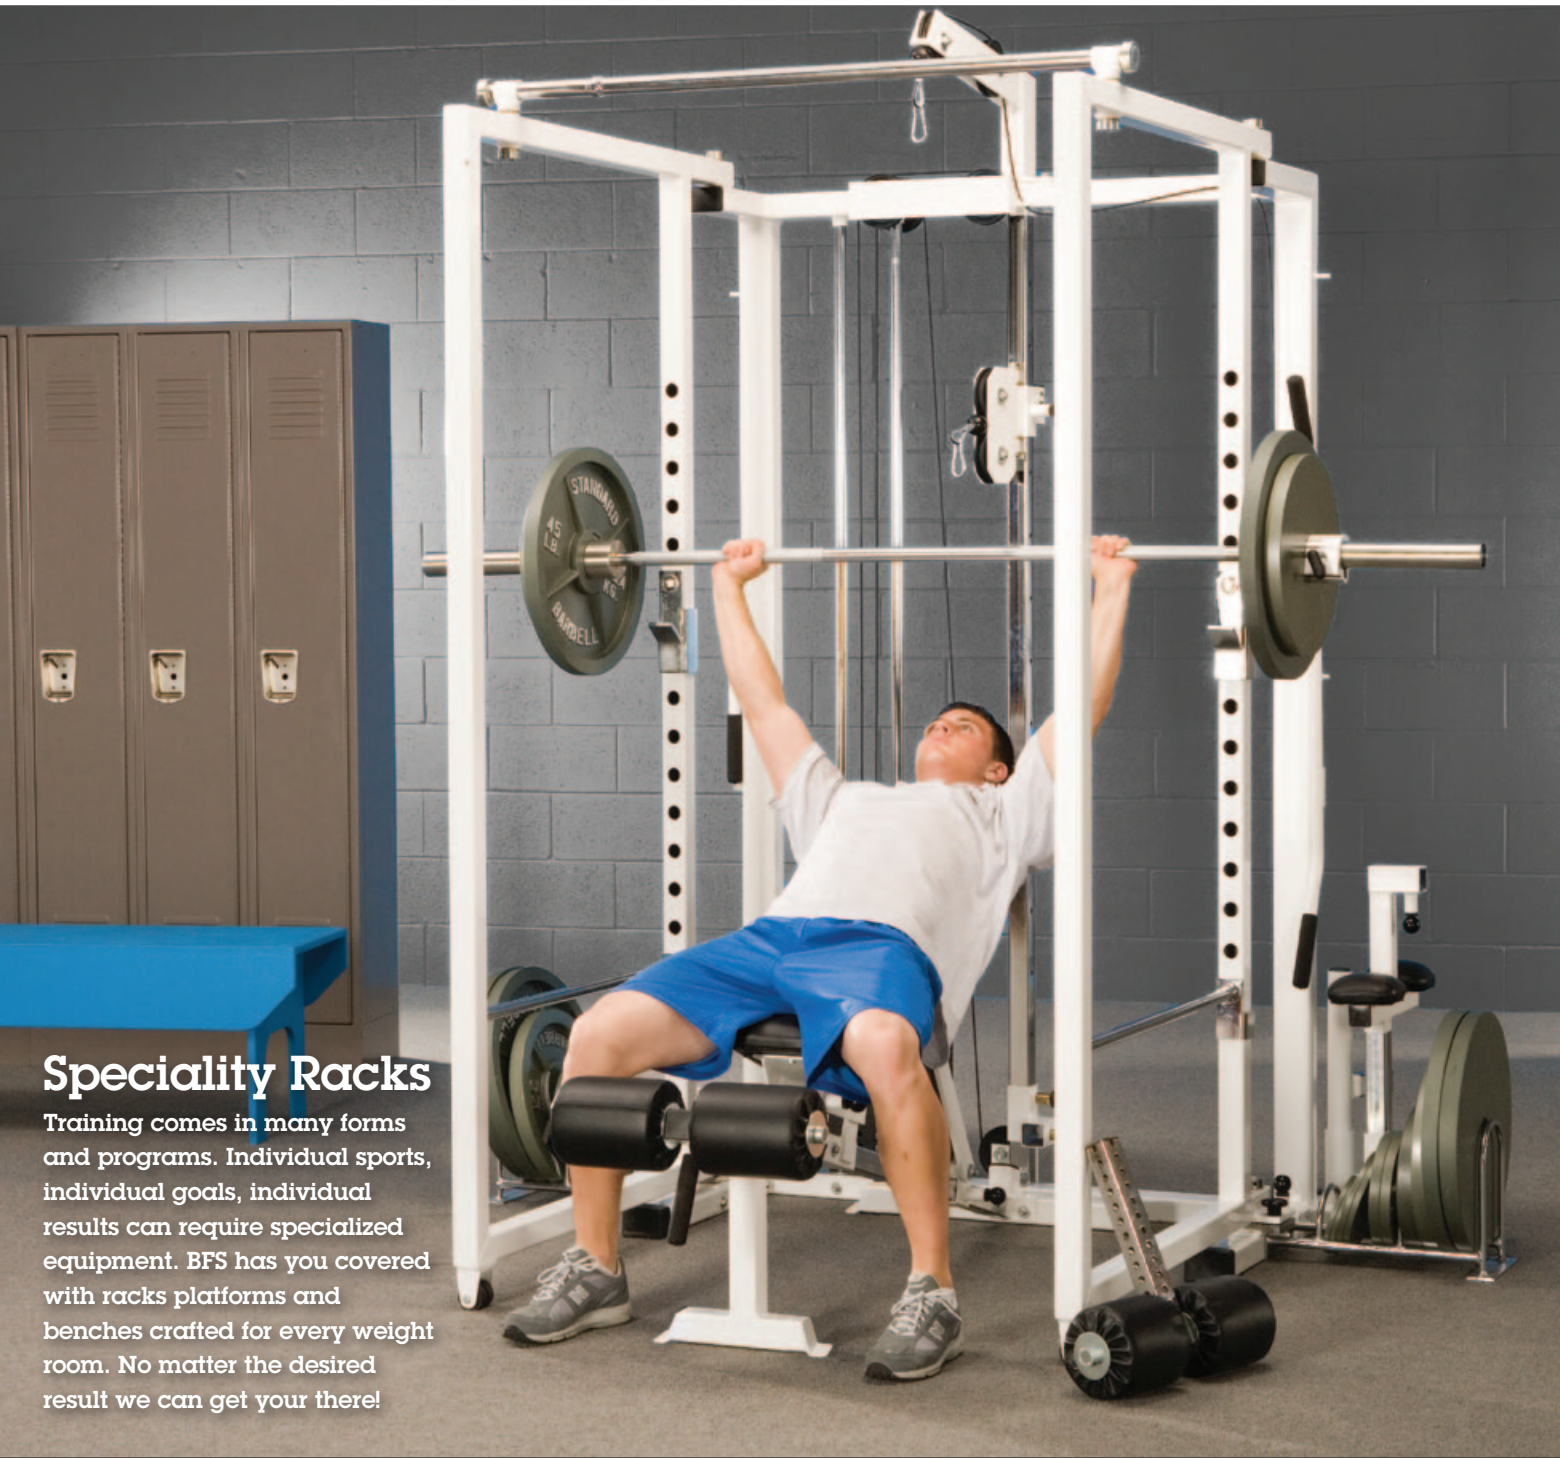 STANDARD
45
LB.
BARBELL
Speciality Racks
Training comes in many forms
and programs. Individual sports,
individual goals, individual
results can require specialized
equipment. BFS has you covered
with racks platforms and
benches crafted for every weight
room. No matter the desired
result we can get your there!